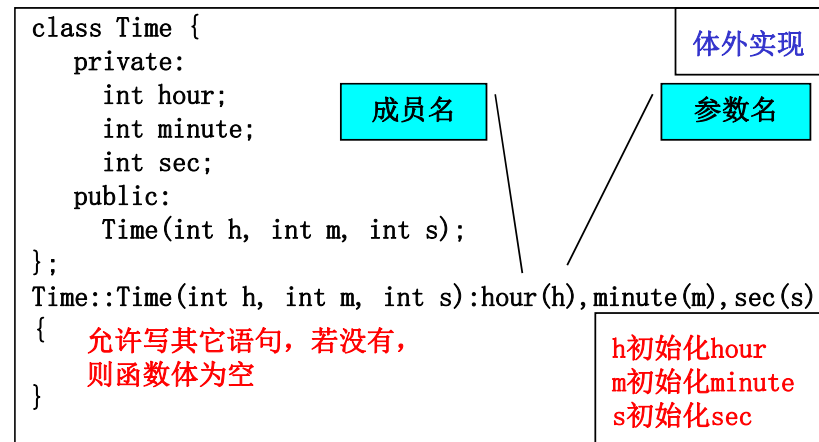 class Time {
体外实现
private:
int hour;
成员名
参数名
int minute;
int sec;
public:
Time(int h, int m, int s);
};
Time::Time(int h, int m, int s):hour(h),minute(m),sec(s)
{
允许写其它语句，若没有，
则函数体为空
}
h初始化hour
m初始化minute
s初始化sec